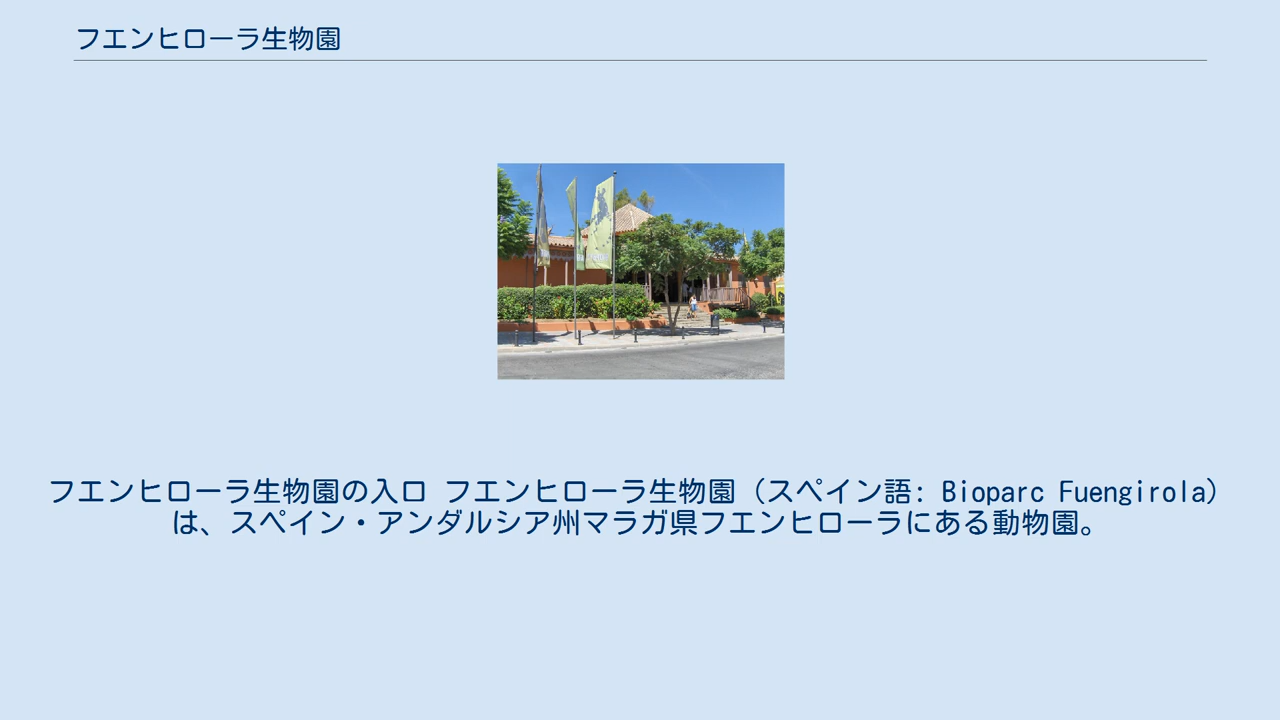 フエンヒローラ生物園
フエンヒローラ生物園の入口 フエンヒローラ生物園（スペイン語: Bioparc Fuengirola）
は、スペイン・アンダルシア州マラガ県フエンヒローラにある動物園。